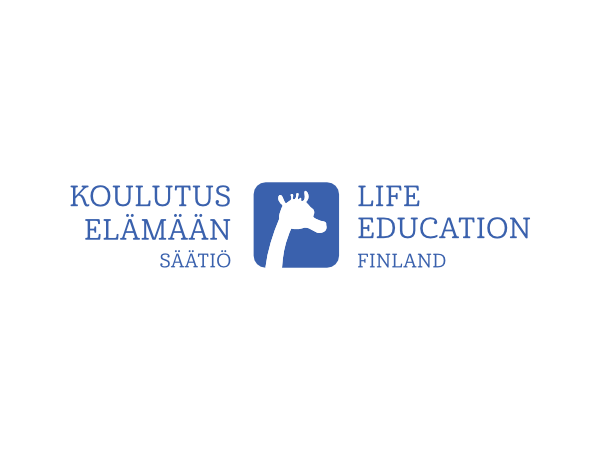 KOULUTUS
ELÄMÄÄN
SÄÄTIÖ
LIFE
EDUCATION
FINLAND